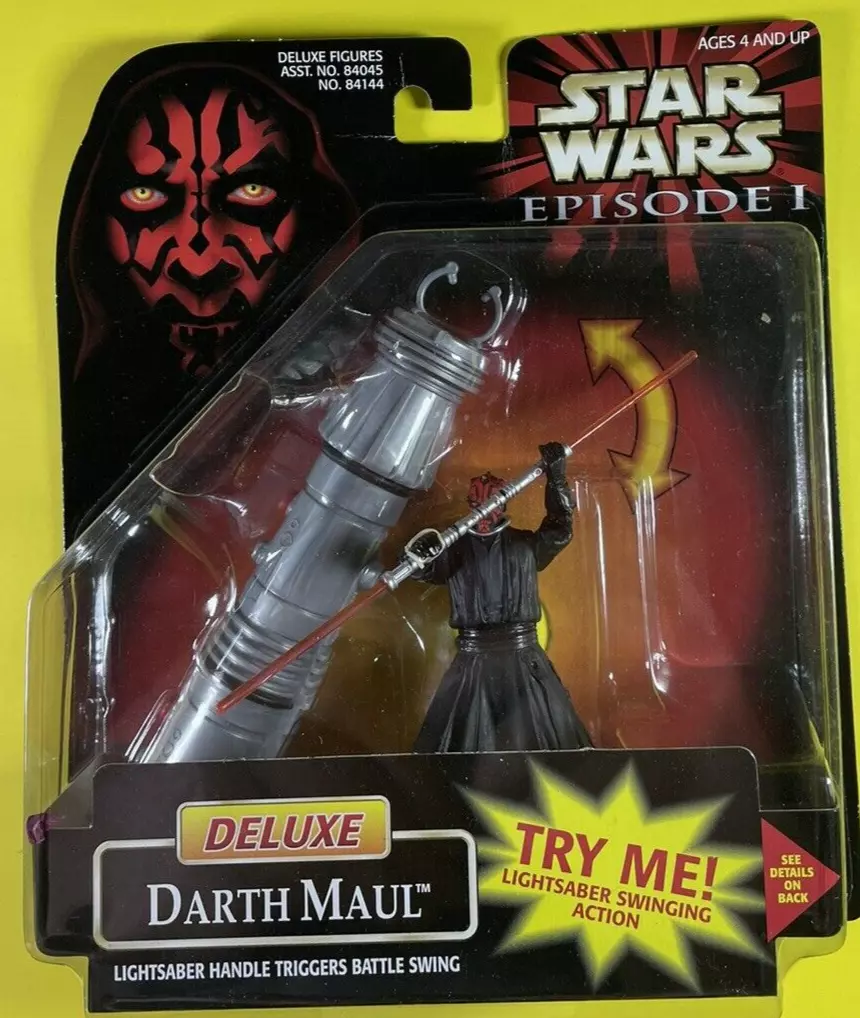 DELUXE FIGURES
ASST. NO. 84045
NO. 84144
AGES 4 AND UP
STAR
WARS
EPISODE I
DELUXE
DARTH MAUL™
LIGHTSABER HANDLE TRIGGERS BATTLE SWING
TRY ME!
LIGHTSABER SWINGING
ACTION
SEE
DETAILS
ON
BACK